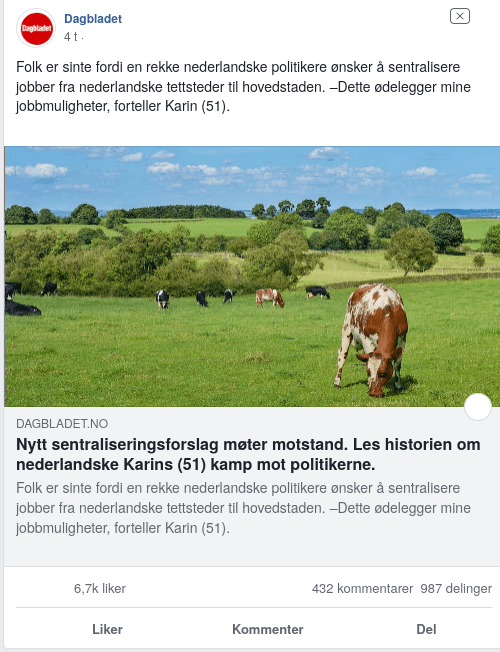 Dagbladet
Dagbladet
4 t ·
Folk er sinte fordi en rekke nederlandske politikere ønsker å sentralisere
jobber fra nederlandske tettsteder til hovedstaden. –Dette ødelegger mine
jobbmuligheter, forteller Karin (51).
DAGBLADET.NO
Nytt sentraliseringsforslag møter motstand. Les historien om
nederlandske Karins (51) kamp mot politikerne.
Folk er sinte fordi en rekke nederlandske politikere ønsker å sentralisere
jobber fra nederlandske tettsteder til hovedstaden. –Dette ødelegger mine
jobbmuligheter, forteller Karin (51).
6,7k liker 432 kommentarer 987 delinger
Liker Kommenter Del